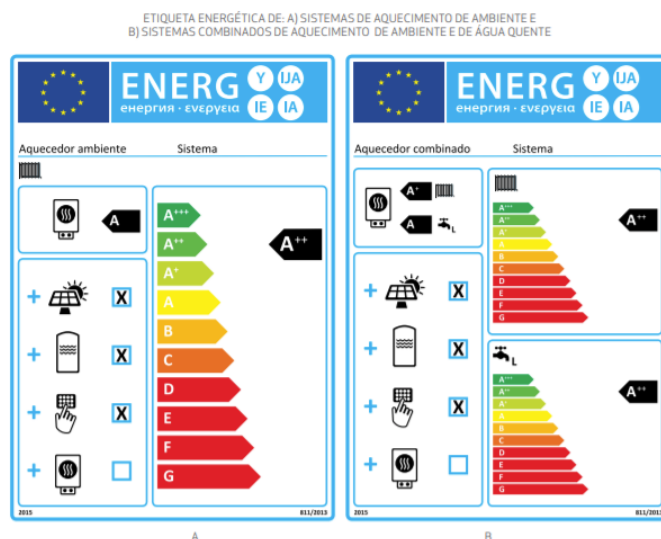 ETIQUETA ENERGÉTICA DE: A) SISTEMAS DE AQUECIMENTO DE AMBIENTE E
B) SISTEMAS COMBINADOS DE AQUECIMENTO DE AMBIENTE E DE ÁGUA QUENTE
ENERG Y IJA
енергия · ενεργεια IE IA
Aquecedor ambiente Sistema
A
A+++
A++
A+
A
B
C
D
E
F
G
A++
+ X
+ X
+ X
+
2015 811/2013
A
ENERG Y IJA
енергия · ενεργεια IE IA
Aquecedor combinado Sistema
A+
A L
+ X
+ X
+ X
+
A+++
A++
A+
A
B
C
D
E
F
G
A++
L
A+++
A++
A+
A
B
C
D
E
F
G
A++
2015 811/2013
B